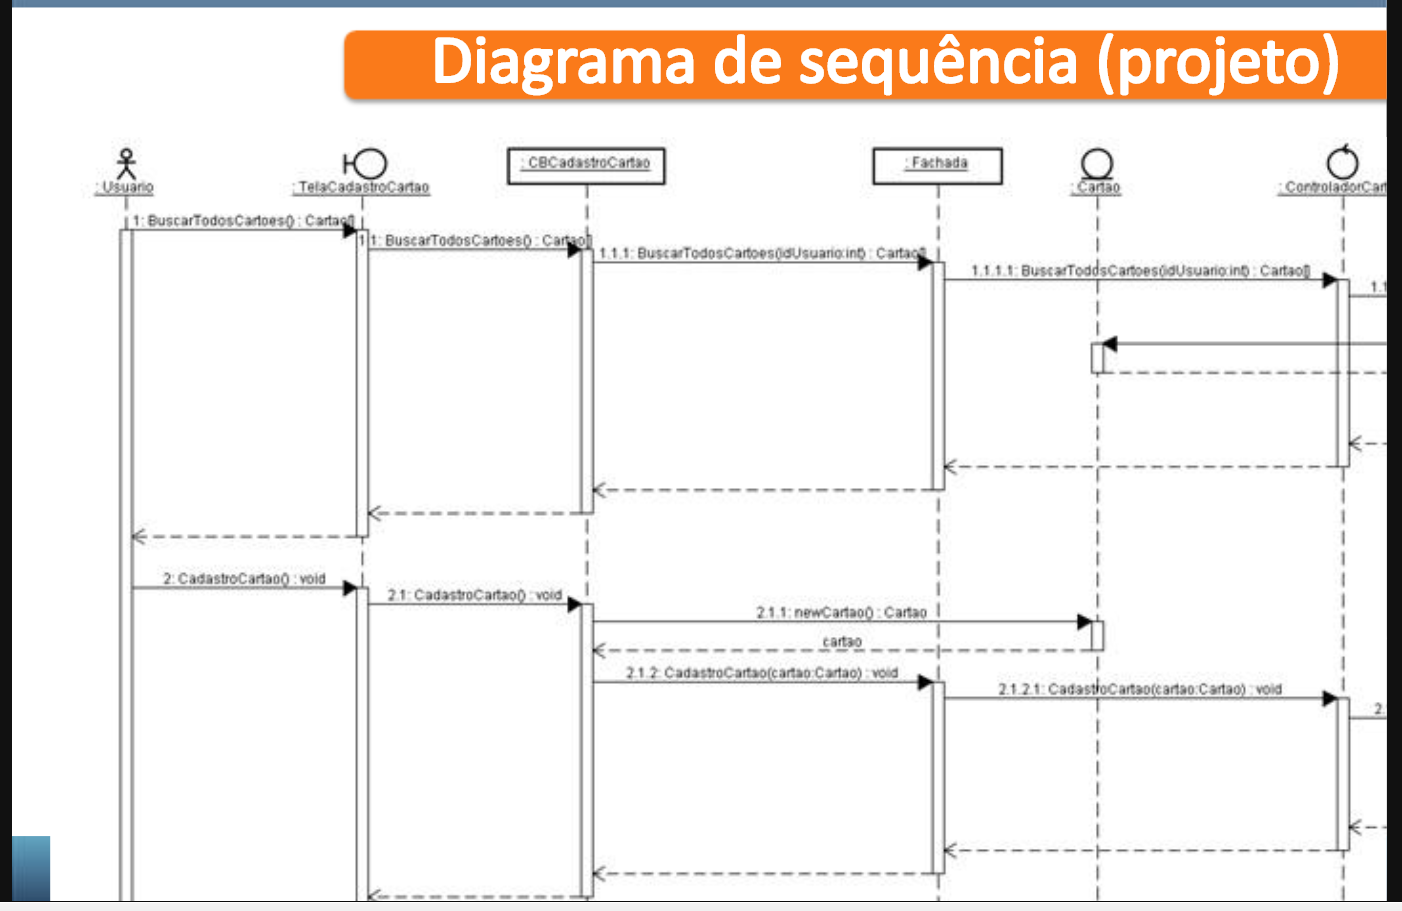 Diagrama de sequência (projeto)
: Usuario
: TelaCadastroCartao
: CBCadastroCartao
: Fachada
: Cartao
: ControladorCart
1: BuscarTodosCartoes() : Cartao[]
1.1: BuscarTodosCartoes() : Cartao[]
1.1.1: BuscarTodosCartoes(idUsuario:int) : Cartao[]
1.1.1.1: BuscarTodosCartoes(idUsuario:int) : Cartao[]
1.1
2: CadastroCartao() : void
2.1: CadastroCartao() : void
2.1.1: newCartao() : Cartao
cartao
2.1.2: CadastroCartao(cartao:Cartao) : void
2.1.2.1: CadastroCartao(cartao:Cartao) : void
2.